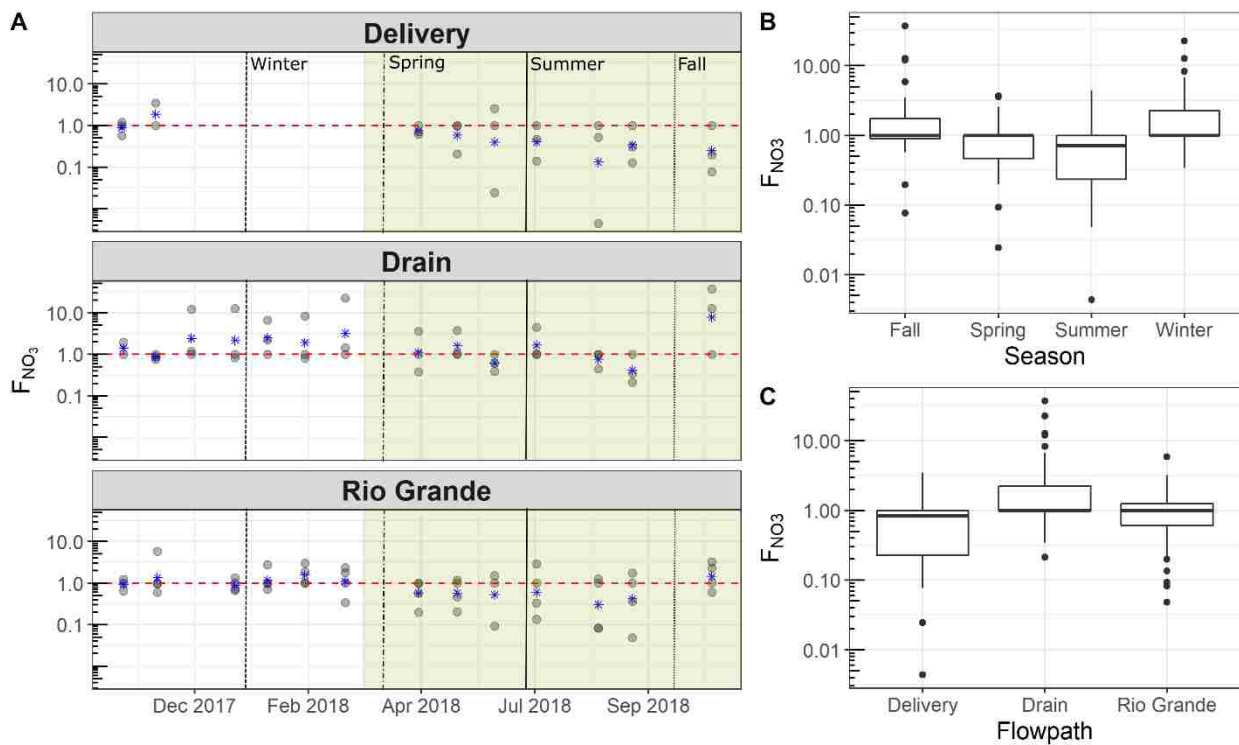 A
Delivery
Winter
Spring
Summer
Fall
10.0
1.0
0.1
Drain
10.0
1.0
0.1
Rio Grande
10.0
1.0
0.1
F_NO₃
Dec 2017
Feb 2018
Apr 2018
Jul 2018
Sep 2018
B
10.00
1.00
0.10
0.01
F_NO3
Fall
Spring
Summer
Winter
Season
C
10.00
1.00
0.10
0.01
F_NO3
Delivery
Drain
Rio Grande
Flowpath